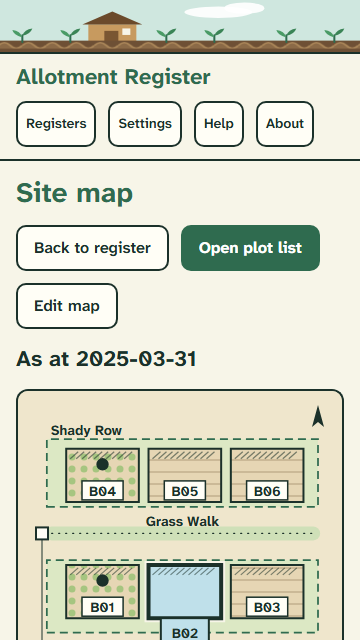 Allotment Register
Registers Settings Help About
Site map
Back to register Open plot list
Edit map
As at 2025-03-31
Shady Row
B04 B05 B06
Grass Walk
B01 B03
B02